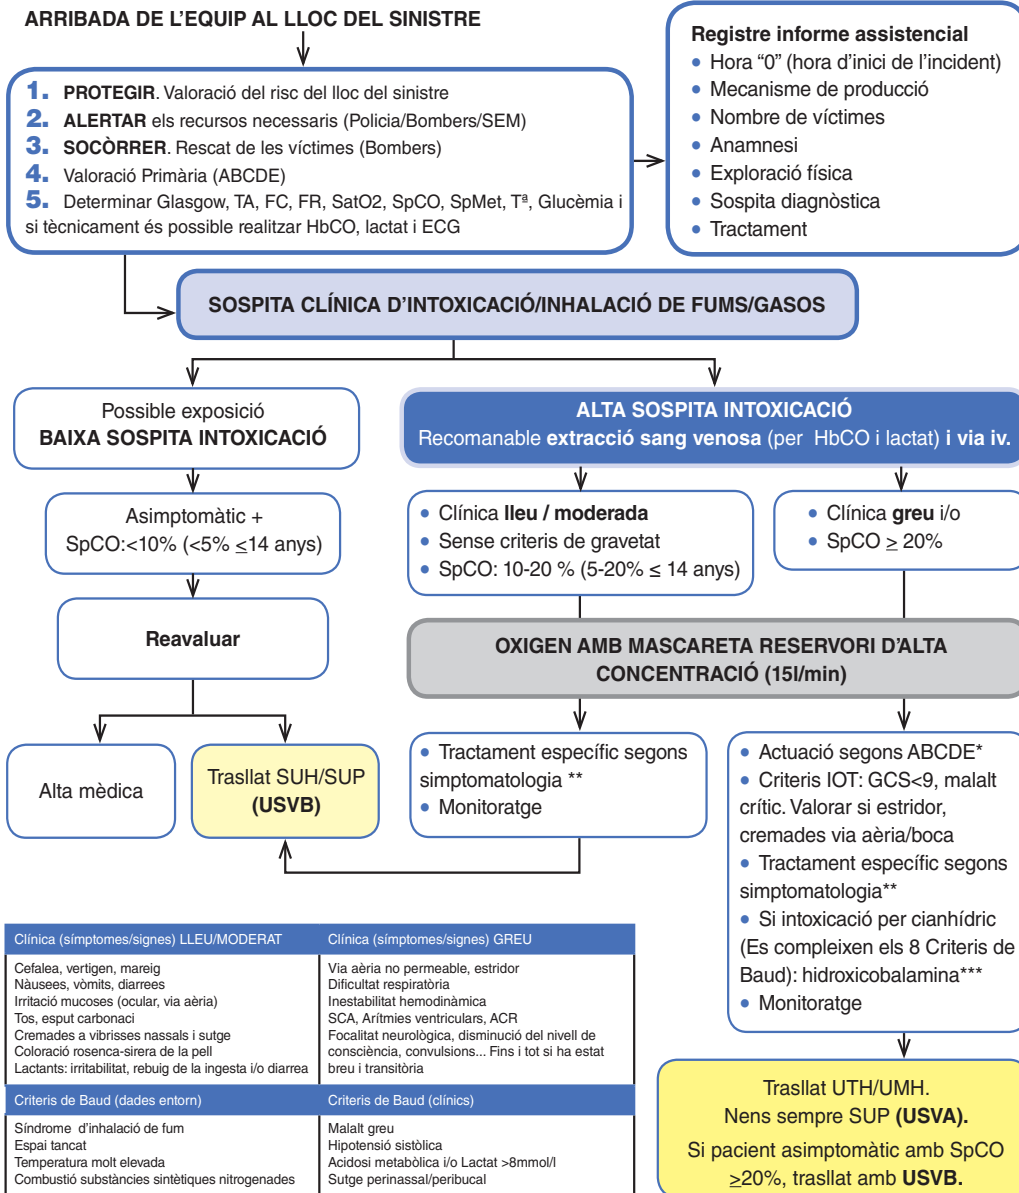 ARRIBADA DE L'EQUIP AL LLOC DEL SINISTRE
1. PROTEGIR. Valoració del risc del lloc del sinistre
2. ALERTAR els recursos necessaris (Policia/Bombers/SEM)
3. SOCÒRRER. Rescat de les víctimes (Bombers)
4. Valoració Primària (ABCDE)
5. Determinar Glasgow, TA, FC, FR, SatO2, SpCO, SpMet, Tª, Glucèmia i
si tècnicament és possible realitzar HbCO, lactat i ECG
Registre informe assistencial
• Hora “0” (hora d'inici de l'incident)
• Mecanisme de producció
• Nombre de víctimes
• Anamnesi
• Exploració física
• Sospita diagnòstica
• Tractament
SOSPITA CLÍNICA D'INTOXICACIÓ/INHALACIÓ DE FUMS/GASOS
Possible exposició
BAIXA SOSPITA INTOXICACIÓ
Asimptomàtic +
SpCO:<10% (<5% ≤14 anys)
Reavaluar
Alta mèdica
Trasllat SUH/SUP
(USVB)
ALTA SOSPITA INTOXICACIÓ
Recomanable extracció sang venosa (per HbCO i lactat) i via iv.
• Clínica lleu / moderada
• Sense criteris de gravetat
• SpCO: 10-20 % (5-20% ≤ 14 anys)
• Clínica greu i/o
• SpCO ≥ 20%
OXIGEN AMB MASCARETA RESERVORI D'ALTA
CONCENTRACIÓ (15l/min)
• Tractament específic segons
simptomatologia **
• Monitoratge
• Actuació segons ABCDE*
• Criteris IOT: GCS<9, malalt
crític. Valorar si estridor,
cremades via aèria/boca
• Tractament específic segons
simptomatologia**
• Si intoxicació per cianhídric
(Es compleixen els 8 Criteris de
Baud): hidroxicobalamina***
• Monitoratge
Trasllat UTH/UMH.
Nens sempre SUP (USVA).
Si pacient asimptomàtic amb SpCO
≥20%, trasllat amb USVB.
Clínica (símptomes/signes) LLEU/MODERAT
Cefalea, vertigen, mareig
Nàusees, vòmits, diarrees
Irritació mucoses (ocular, via aèria)
Tos, esput carbonaci
Cremades a vibrisses nassals i sutge
Coloració rosenca-sirera de la pell
Lactants: irritabilitat, rebuig de la ingesta i/o diarrea
Clínica (símptomes/signes) GREU
Via aèria no permeable, estridor
Dificultat respiratòria
Inestabilitat hemodinàmica
SCA, Arítmies ventriculars, ACR
Focalitat neurològica, disminució del nivell de
consciència, convulsions... Fins i tot si ha estat
breu i transitòria
Criteris de Baud (dades entorn)
Síndrome d'inhalació de fum
Espai tancat
Temperatura molt elevada
Combustió substàncies sintètiques nitrogenades
Criteris de Baud (clínics)
Malalt greu
Hipotensió sistòlica
Acidosi metabòlica i/o Lactat >8mmol/l
Sutge perinassal/peribucal